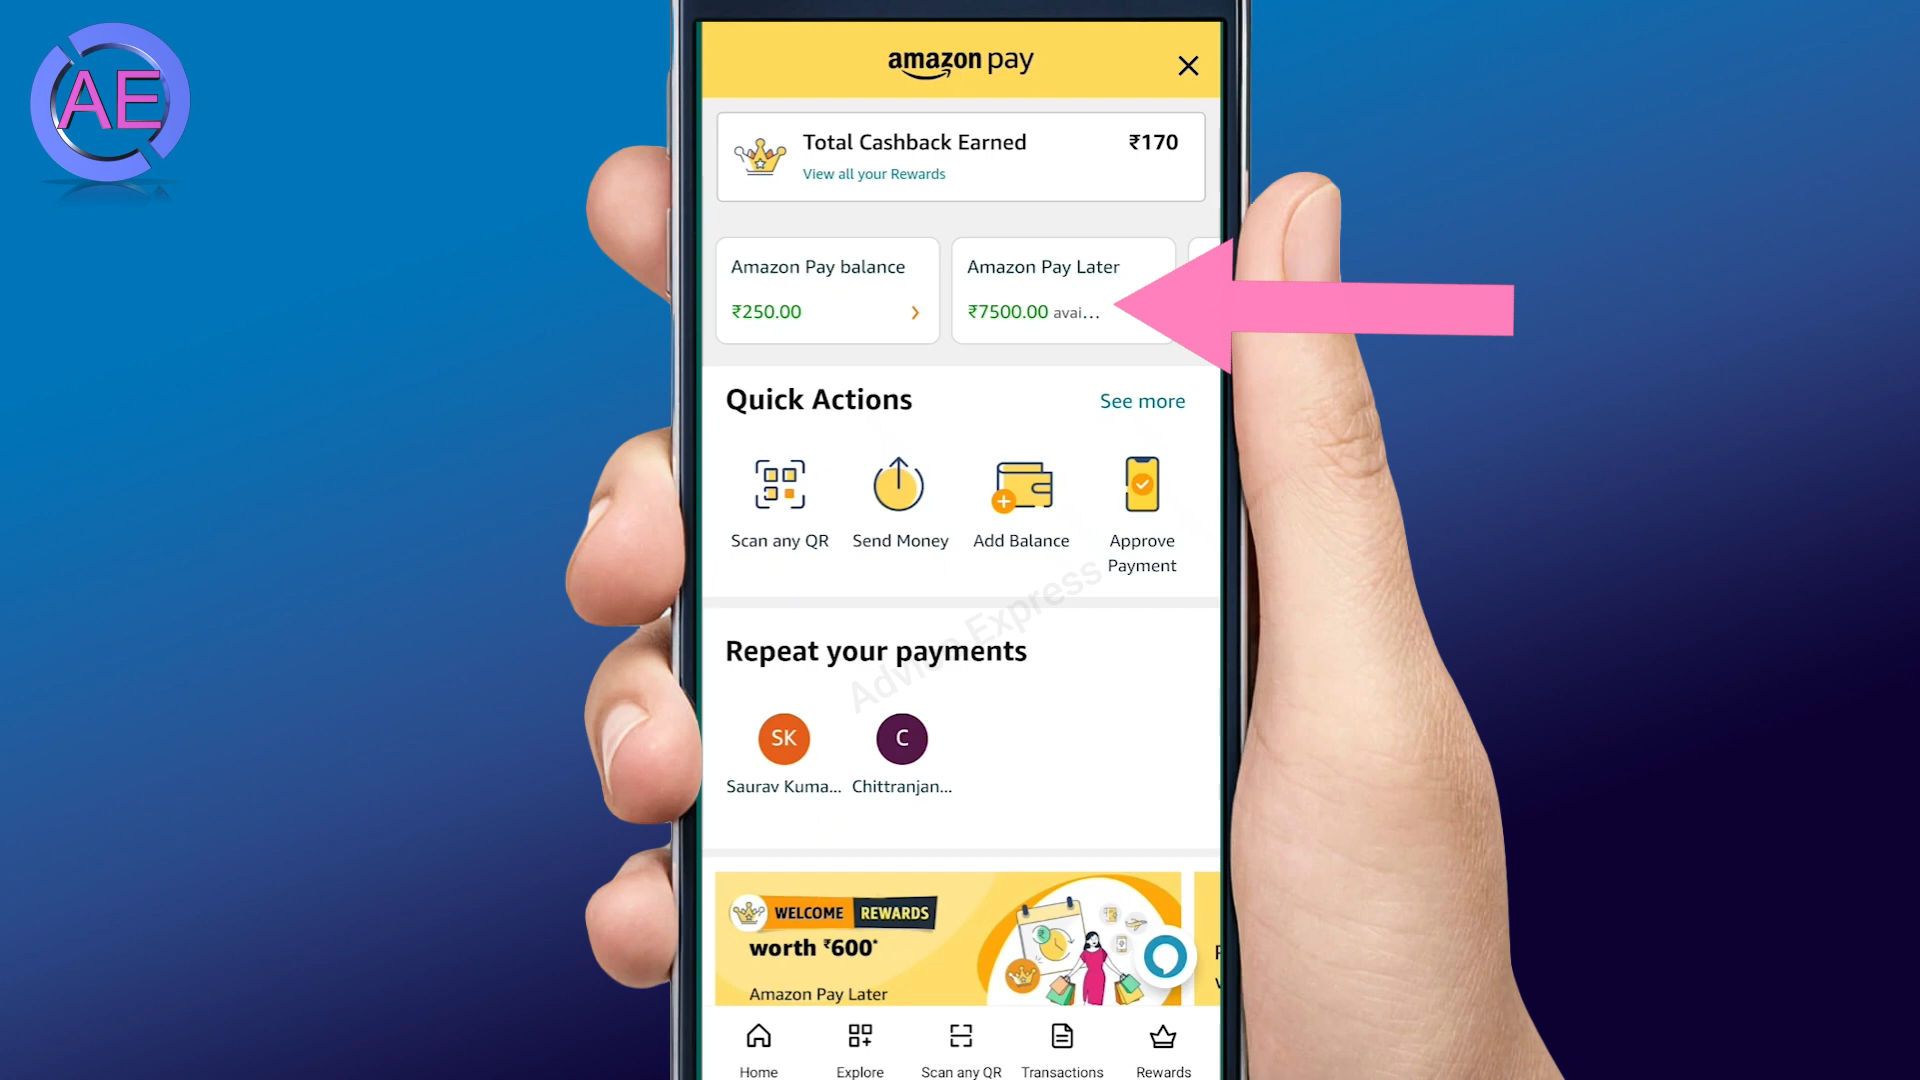 AE
amazon pay
Total Cashback Earned
₹170
View all your Rewards
Amazon Pay balance
₹250.00
Amazon Pay Later
₹7500.00 avai...
Quick Actions
See more
Scan any QR
Send Money
Add Balance
Approve
Payment
Advice Express
Repeat your payments
SK
C
Saurav Kuma...
Chittranjan...
WELCOME REWARDS
worth ₹600*
Amazon Pay Later
Home
Explore
Scan any QR
Transactions
Rewards